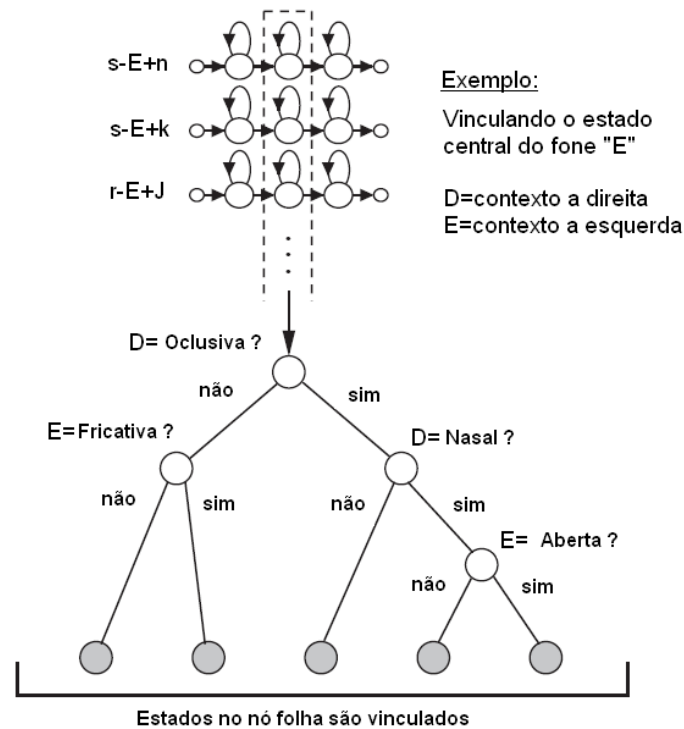 s-E+n
s-E+k
r-E+J
Exemplo:
Vinculando o estado
central do fone "E"
D=contexto a direita
E=contexto a esquerda
D= Oclusiva ?
não
sim
E=Fricativa ?
D= Nasal ?
não
sim
não
sim
E= Aberta ?
não
sim
Estados no nó folha são vinculados